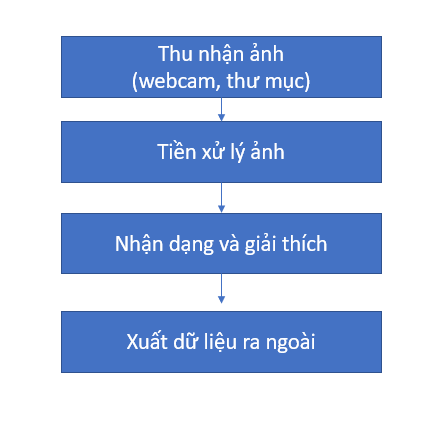 Thu nhận ảnh
(webcam, thư mục)
Tiền xử lý ảnh
Nhận dạng và giải thích
Xuất dữ liệu ra ngoài